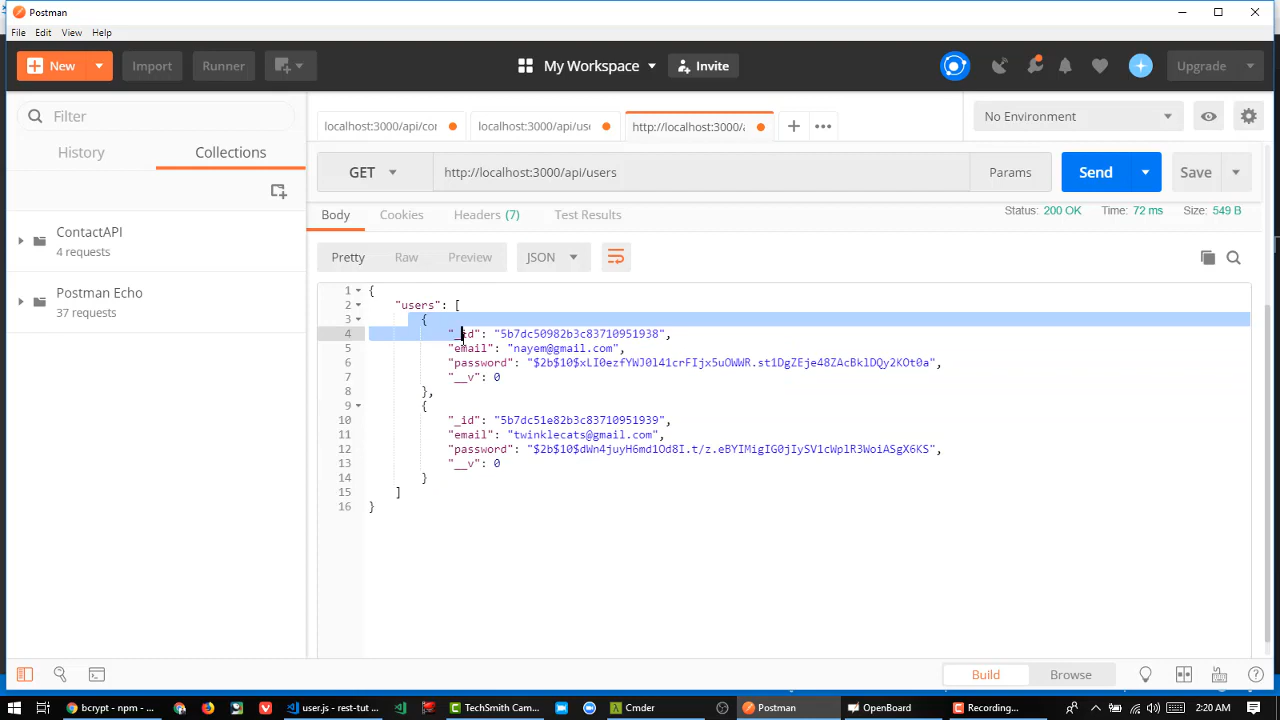 Postman
File Edit View Help
New Import Runner My Workspace Invite Upgrade
Filter
History Collections
ContactAPI
4 requests
Postman Echo
37 requests
localhost:3000/api/cor localhost:3000/api/use http://localhost:3000/a
No Environment
GET http://localhost:3000/api/users Params Send Save
Body Cookies Headers (7) Test Results Status: 200 OK Time: 72 ms Size: 549 B
Pretty Raw Preview JSON
1 {
2 "users": [
3 {
4 "_id": "5b7dc50982b3c83710951938",
5 "email": "nayem@gmail.com",
6 "password": "$2b$10$xLI0ezfYWJ0l41crFIjx5uOWWR.st1DgZEje48ZAcBklDQy2KOt0a",
7 "__v": 0
8 },
9 {
10 "_id": "5b7dc51e82b3c83710951939",
11 "email": "twinklecats@gmail.com",
12 "password": "$2b$10$dWn4juyH6md1Od8I.t/z.eBYIMigIG0jIySVlcWplR3WoiASgX6KS",
13 "__v": 0
14 }
15 ]
16 }
Build Browse
bcrypt - npm - ... user.js - rest-tut ... TechSmith Cam... Cmder Postman OpenBoard Recording... 2:20 AM